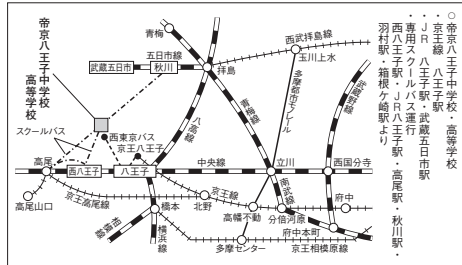 ○帝京八王子中学校・高等学校
・京王線　八王子駅
・JR　八王子駅・武蔵五日市駅
・専用スクールバス運行
西八王子駅・JR八王子駅・高尾駅・秋川駅・
羽村駅・箱根ケ崎駅より
帝京八王子中学校
高等学校
スクールバス
青梅
五日市線
武蔵五日市
秋川
拝島
西武拝島線
玉川上水
多摩都市モノレール
武蔵野線
青梅線
八高線
西東京バス
京王八王子
高尾
西八王子
八王子
中央線
立川
西国分寺
高尾山口
京王高尾線
北野
京王線
南武線
高幡不動
分倍河原
府中
橋本
相模線
横浜線
多摩センター
府中本町
京王相模原線